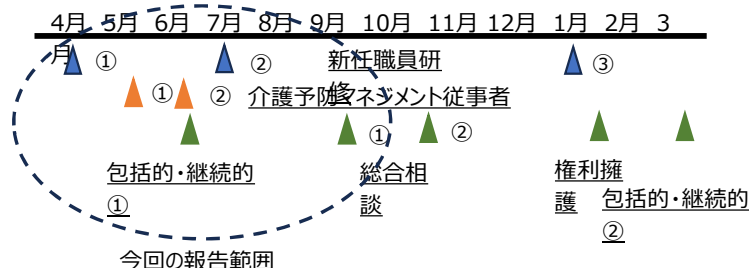 4月 5月 6月 7月 8月 9月 10月 11月 12月 1月 2月 3
月
① ② 新任職員研
修
③
① ② 介護予防マネジメント従事者
① ②
包括的・継続的
①
総合相
談
権利擁
護
包括的・継続的
②
今回の報告範囲